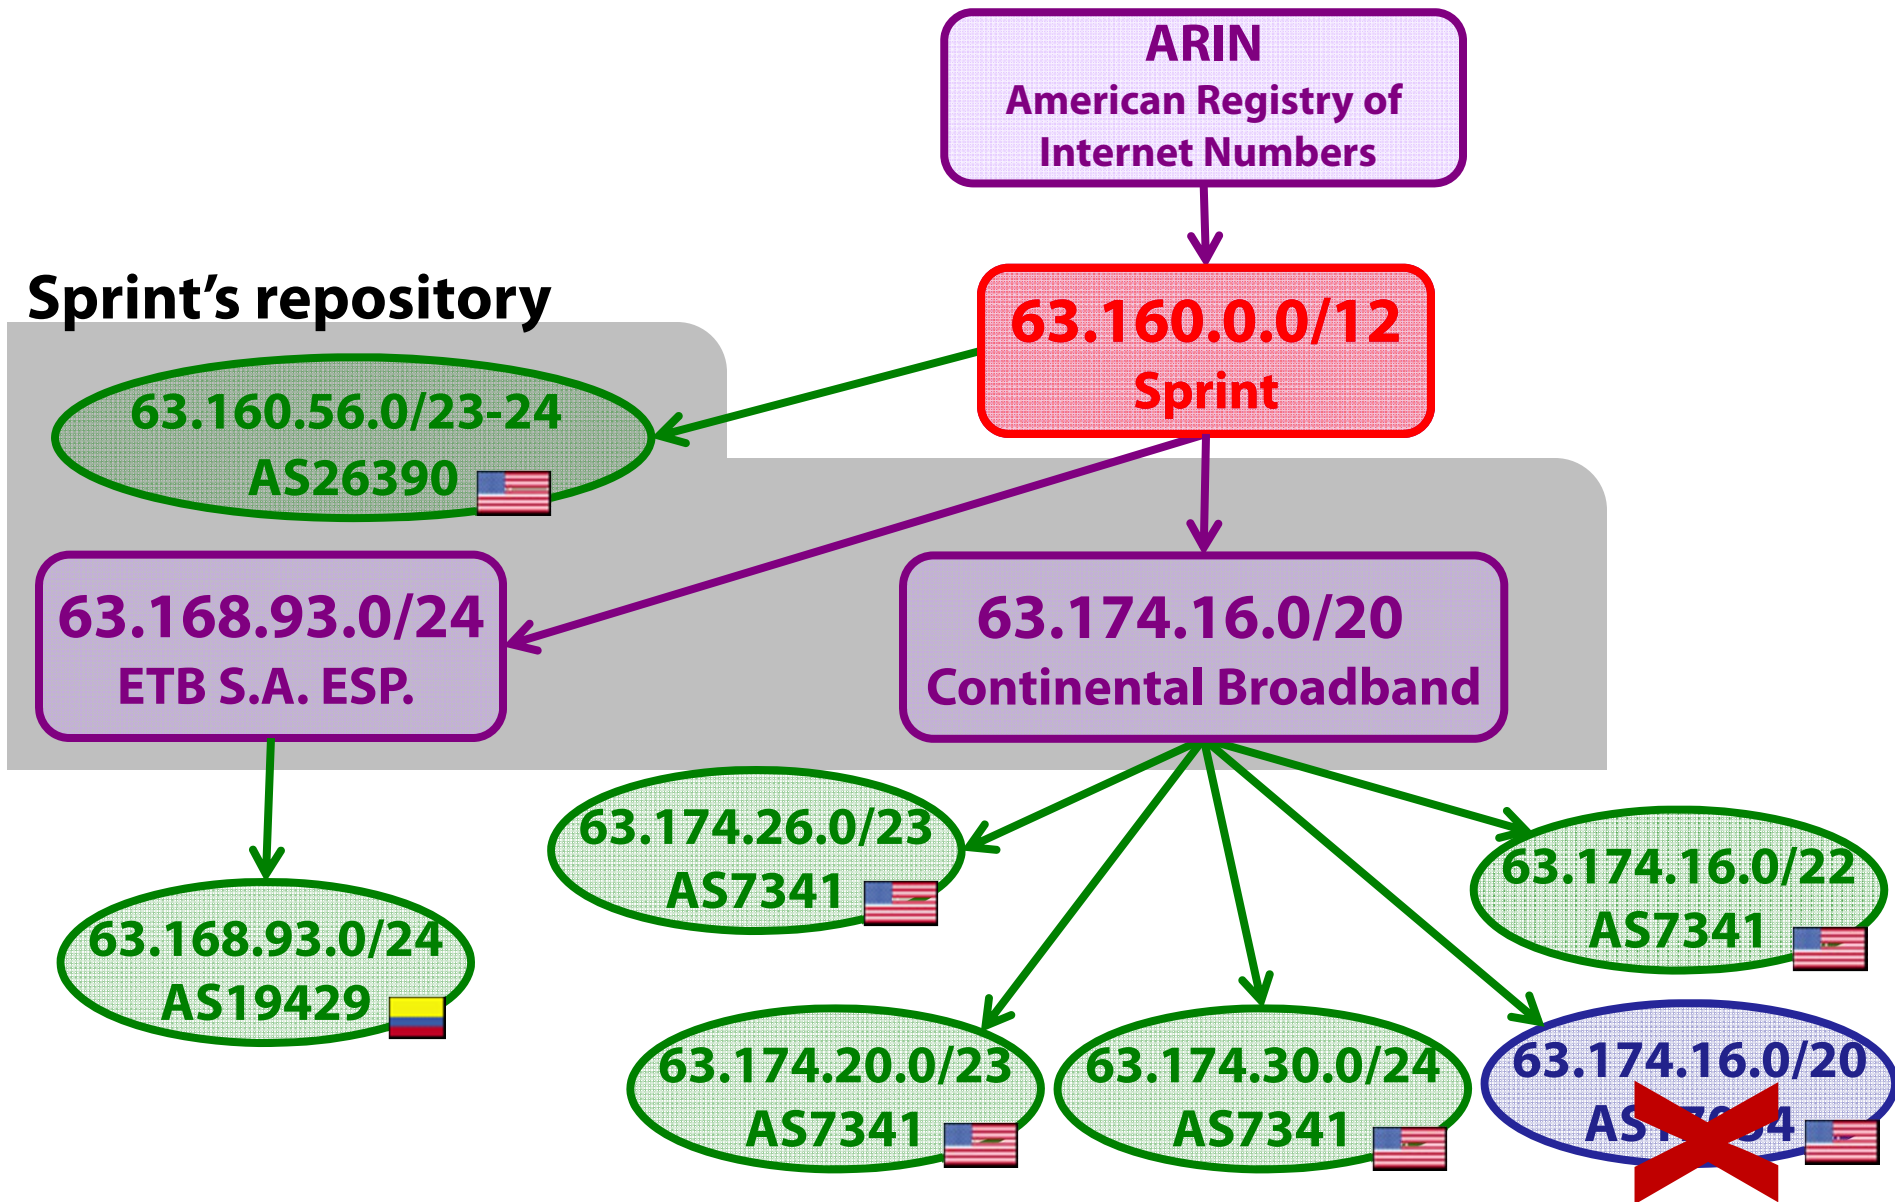 ARIN
American Registry of
Internet Numbers
Sprint's repository
63.160.0.0/12
Sprint
63.160.56.0/23-24
AS26390
63.168.93.0/24
ETB S.A. ESP.
63.174.16.0/20
Continental Broadband
63.174.26.0/23
AS7341
63.174.16.0/22
AS7341
63.168.93.0/24
AS19429
63.174.20.0/23
AS7341
63.174.30.0/24
AS7341
63.174.16.0/20